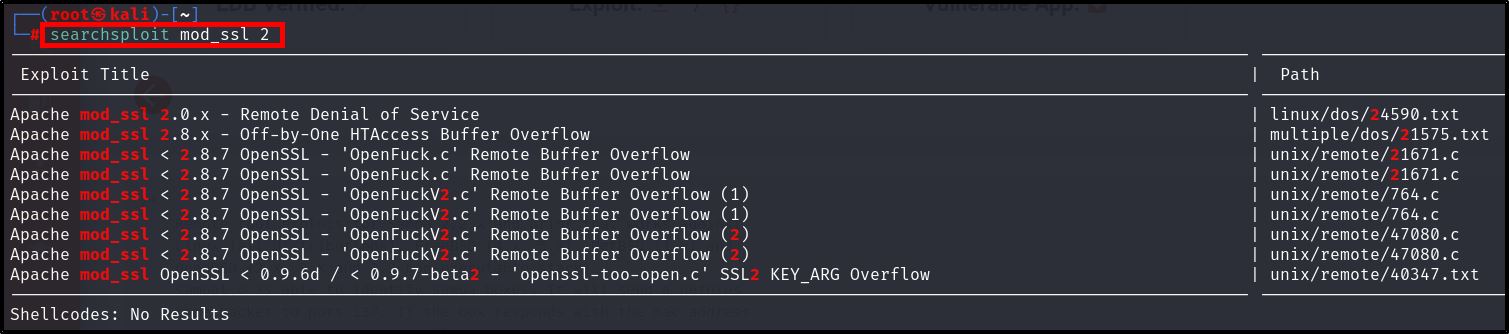 EDB Verified: Exploit: / {} Vulnerable App:
┌──(root㉿kali)-[~]
└─# searchsploit mod_ssl 2
Exploit Title | Path
Apache mod_ssl 2.0.x - Remote Denial of Service | linux/dos/24590.txt
Apache mod_ssl 2.8.x - Off-by-One HTAccess Buffer Overflow | multiple/dos/21575.txt
Apache mod_ssl < 2.8.7 OpenSSL - 'OpenFuck.c' Remote Buffer Overflow | unix/remote/21671.c
Apache mod_ssl < 2.8.7 OpenSSL - 'OpenFuck.c' Remote Buffer Overflow | unix/remote/21671.c
Apache mod_ssl < 2.8.7 OpenSSL - 'OpenFuckV2.c' Remote Buffer Overflow (1) | unix/remote/764.c
Apache mod_ssl < 2.8.7 OpenSSL - 'OpenFuckV2.c' Remote Buffer Overflow (1) | unix/remote/764.c
Apache mod_ssl < 2.8.7 OpenSSL - 'OpenFuckV2.c' Remote Buffer Overflow (2) | unix/remote/47080.c
Apache mod_ssl < 2.8.7 OpenSSL - 'OpenFuckV2.c' Remote Buffer Overflow (2) | unix/remote/47080.c
Apache mod_ssl OpenSSL < 0.9.6d / < 0.9.7-beta2 - 'openssl-too-open.c' SSL2 KEY_ARG Overflow | unix/remote/40347.txt
Shellcodes: No Results